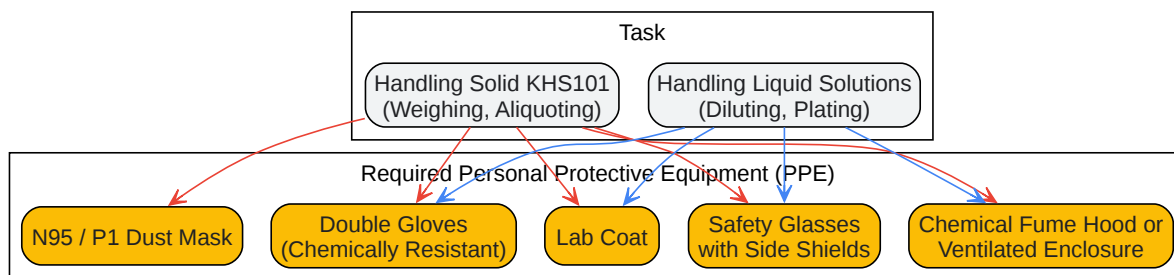 Task
Handling Solid KHS101
(Weighing, Aliquoting)
Handling Liquid Solutions
(Diluting, Plating)
Required Personal Protective Equipment (PPE)
N95 / P1 Dust Mask
Double Gloves
(Chemically Resistant)
Lab Coat
Safety Glasses
with Side Shields
Chemical Fume Hood or
Ventilated Enclosure